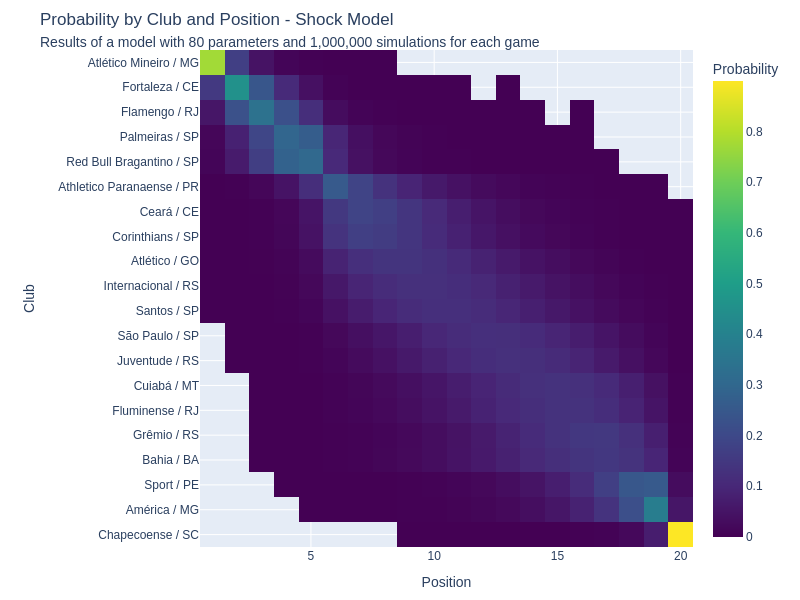 Probability by Club and Position - Shock Model
Results of a model with 80 parameters and 1,000,000 simulations for each game
Probability
Club
Atlético Mineiro / MG
Fortaleza / CE
Flamengo / RJ
Palmeiras / SP
Red Bull Bragantino / SP
Athletico Paranaense / PR
Ceará / CE
Corinthians / SP
Atlético / GO
Internacional / RS
Santos / SP
São Paulo / SP
Juventude / RS
Cuiabá / MT
Fluminense / RJ
Grêmio / RS
Bahia / BA
Sport / PE
América / MG
Chapecoense / SC
0.8
0.7
0.6
0.5
0.4
0.3
0.2
0.1
0
5
10
15
20
Position